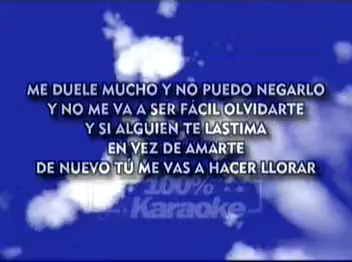 ME DUELE MUCHO Y NO PUEDO NEGARLO
Y NO ME VA A SER FÁCIL OLVIDARTE
Y SI ALGUIEN TE LASTIMA
EN VEZ DE AMARTE
DE NUEVO TÚ ME VAS A HACER LLORAR
100%
Karaoke